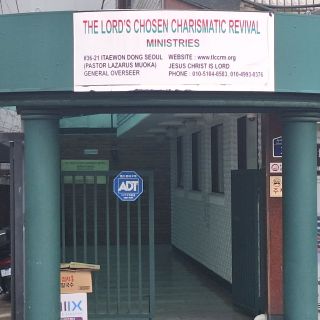 THE LORD'S CHOSEN CHARISMATIC REVIVAL
MINISTRIES
#36-21 ITAEWON DONG SEOUL
(PASTOR LAZARUS MUOKA)
GENERAL OVERSEER
WEBSITE : www.tlccrm.org
JESUS CHRIST IS LORD
PHONE : 010-5164-8583, 010-4993-8376
ADT